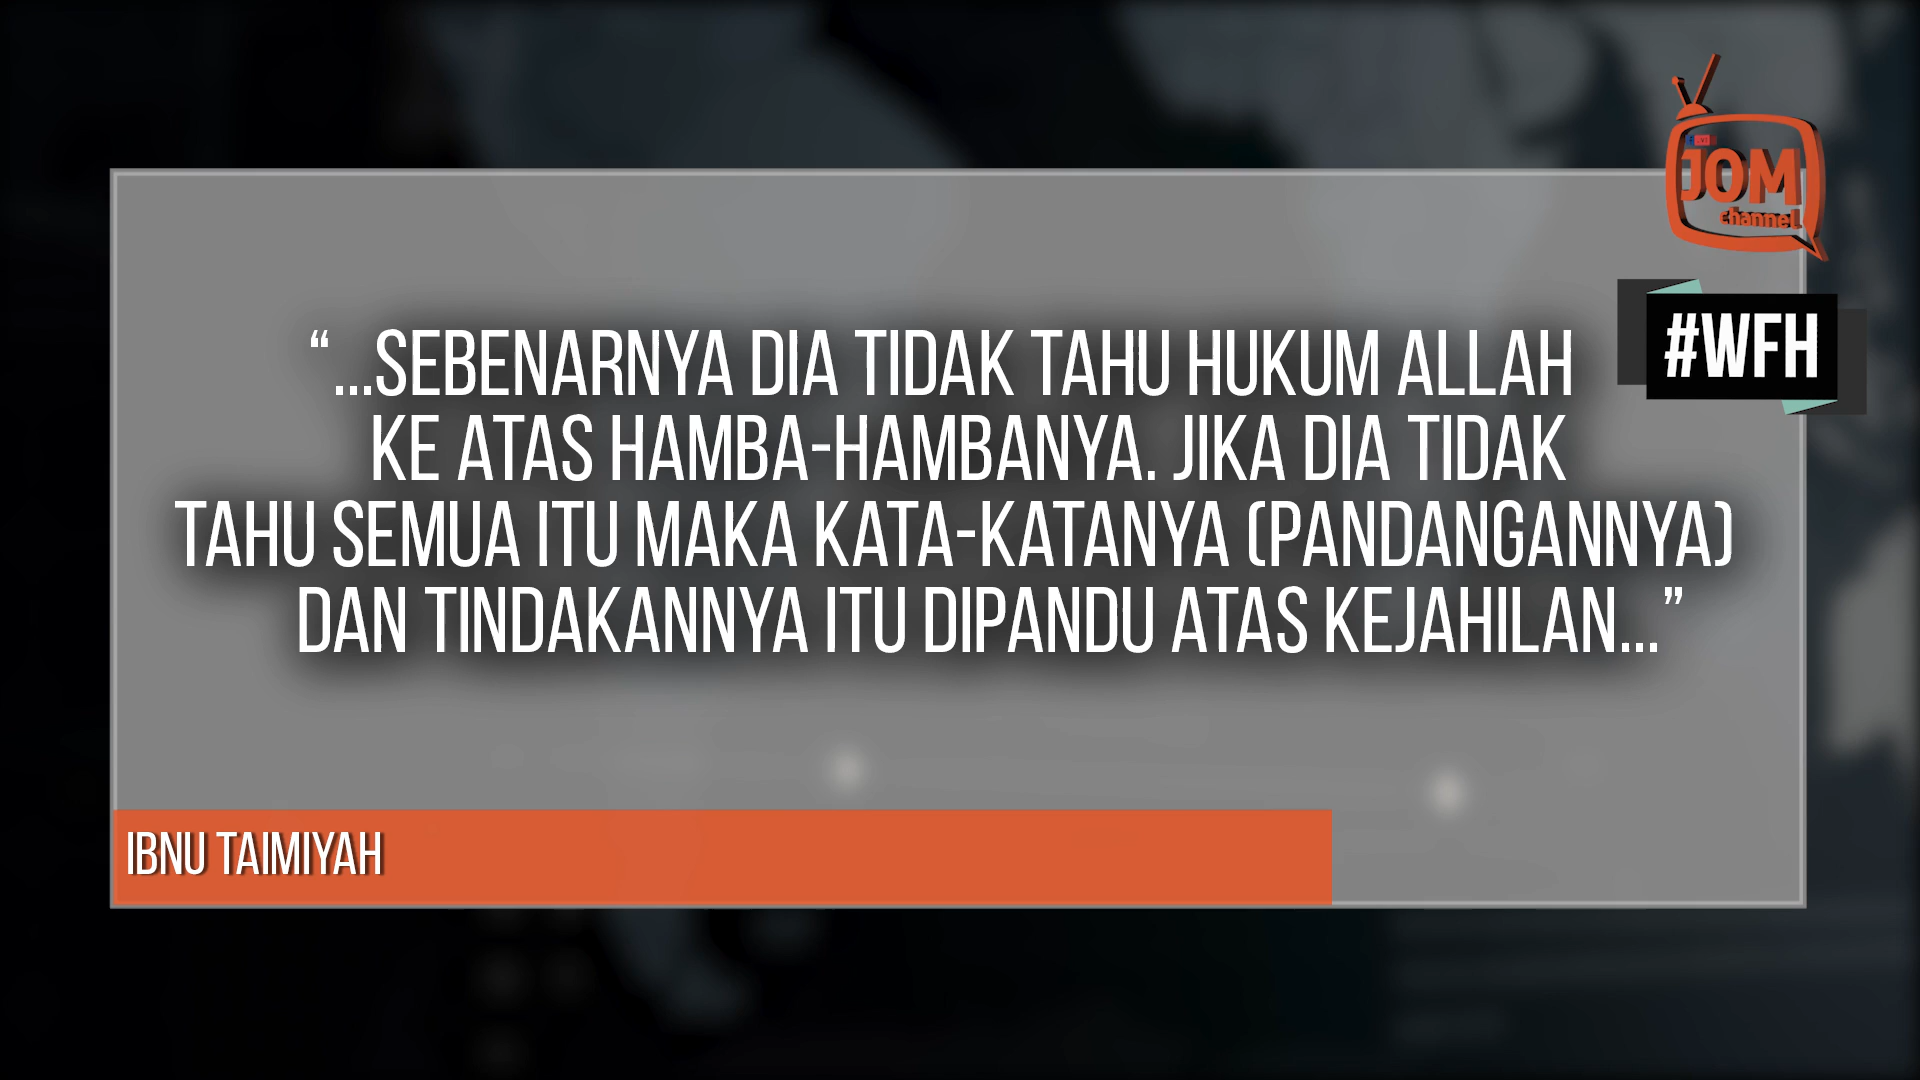 JOM
channel
#WFH
“...SEBENARNYA DIA TIDAK TAHU HUKUM ALLAH
KE ATAS HAMBA-HAMBANYA. JIKA DIA TIDAK
TAHU SEMUA ITU MAKA KATA-KATANYA (PANDANGANNYA)
DAN TINDAKANNYA ITU DIPANDU ATAS KEJAHILAN...”
IBNU TAIMIYAH